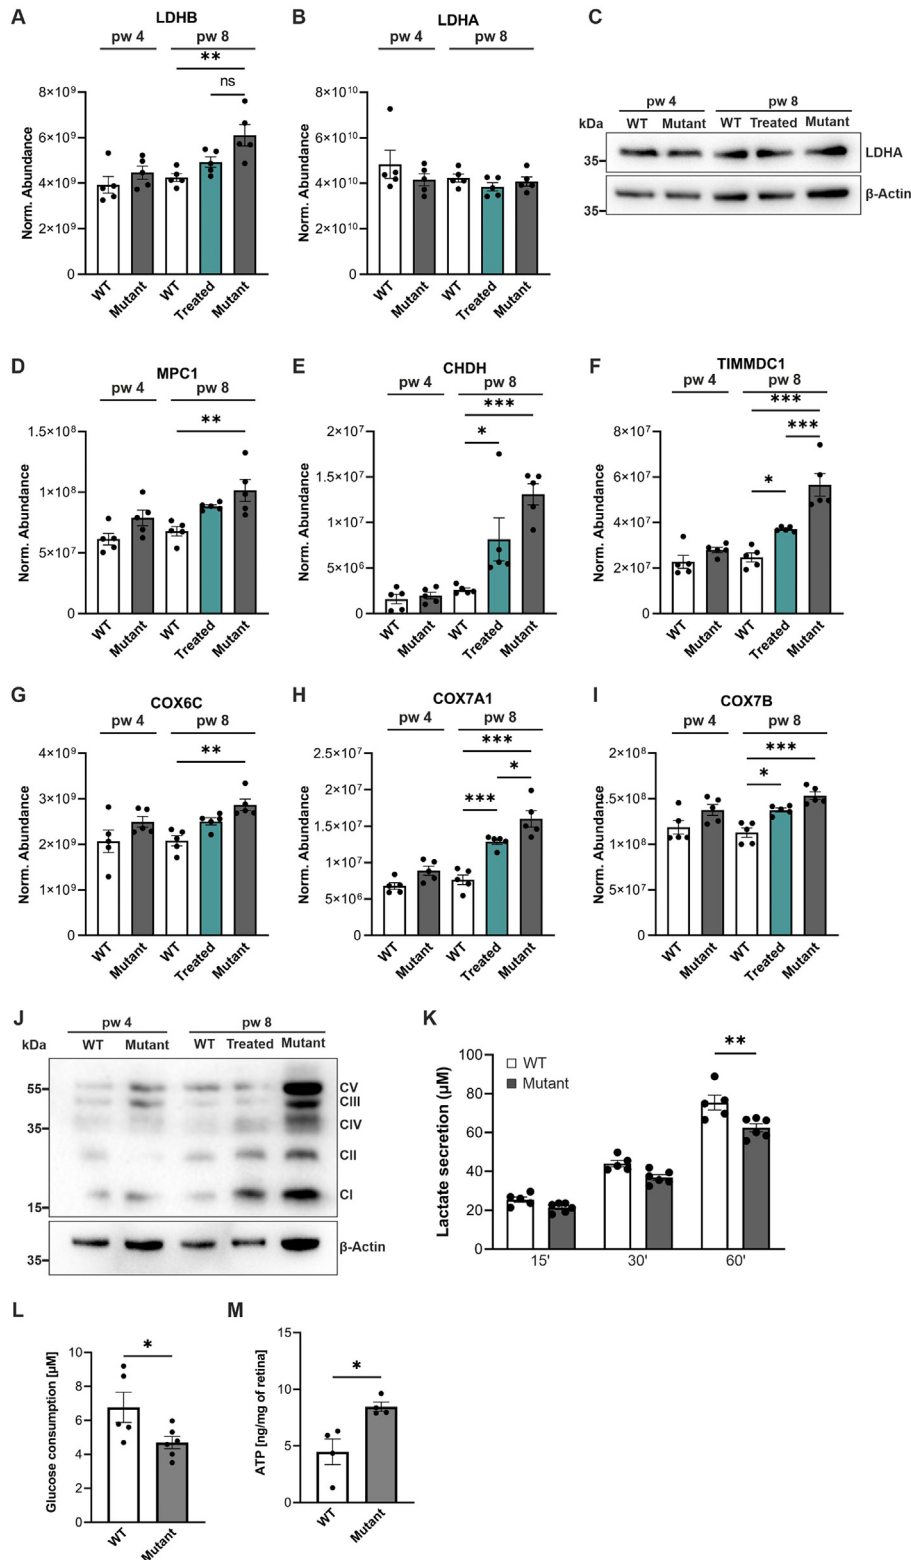 A
LDHB
pw 4 pw 8
**
ns
Norm. Abundance
8×10⁹
6×10⁹
4×10⁹
2×10⁹
0
WT Mutant WT Treated Mutant
B
LDHA
pw 4 pw 8
Norm. Abundance
8×10¹⁰
6×10¹⁰
4×10¹⁰
2×10¹⁰
0
WT Mutant WT Treated Mutant
C
pw 4 pw 8
kDa WT Mutant WT Treated Mutant
35 LDHA
β-Actin
35
D
MPC1
pw 4 pw 8
**
Norm. Abundance
1.5×10⁸
1×10⁸
5×10⁷
0
WT Mutant WT Treated Mutant
E
CHDH
pw 4 pw 8
***
*
Norm. Abundance
2×10⁷
1.5×10⁷
1×10⁷
5×10⁶
0
WT Mutant WT Treated Mutant
F
TIMMDC1
pw 4 pw 8
***
***
*
Norm. Abundance
8×10⁷
6×10⁷
4×10⁷
2×10⁷
0
WT Mutant WT Treated Mutant
G
COX6C
pw 4 pw 8
**
Norm. Abundance
4×10⁹
3×10⁹
2×10⁹
1×10⁹
0
WT Mutant WT Treated Mutant
H
COX7A1
pw 4 pw 8
***
*
***
Norm. Abundance
2.5×10⁷
2×10⁷
1.5×10⁷
1×10⁷
5×10⁶
0
WT Mutant WT Treated Mutant
I
COX7B
pw 4 pw 8
***
*
Norm. Abundance
2×10⁸
1.5×10⁸
1×10⁸
5×10⁷
0
WT Mutant WT Treated Mutant
J
pw 4 pw 8
kDa WT Mutant WT Treated Mutant
55 CV
CIII
35 CIV
CII
CI
15
β-Actin
35
K
**
WT
Mutant
Lactate secretion (µM)
100
80
60
40
20
0
15' 30' 60'
L
*
Glucose consumption [µM]
10
8
6
4
2
0
WT Mutant
M
*
ATP [ng/mg of retina]
15
10
5
0
WT Mutant